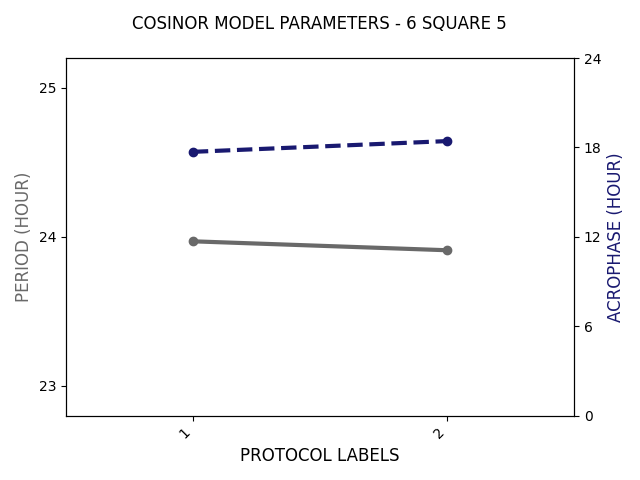 COSINOR MODEL PARAMETERS - 6 SQUARE 5
PERIOD (HOUR)
25
24
23
24
18
12
6
0
ACROPHASE (HOUR)
1
2
PROTOCOL LABELS